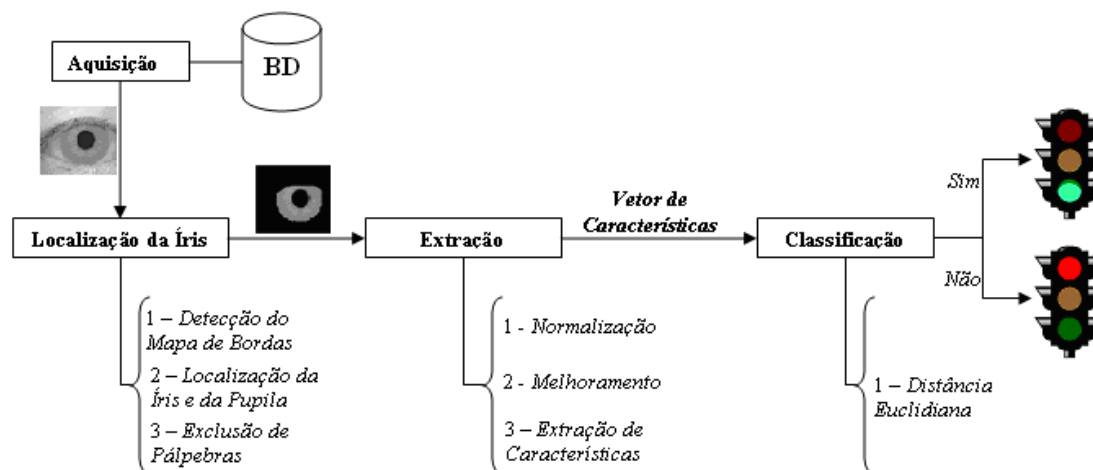 Aquisição
BD
Localização da Íris
Extração
Vetor de
Características
Classificação
Sim
Não
1 – Detecção do
Mapa de Bordas
2 – Localização da
Íris e da Pupila
3 – Exclusão de
Pálpebras
1 - Normalização
2 - Melhoramento
3 – Extração de
Características
1 – Distância
Euclidiana